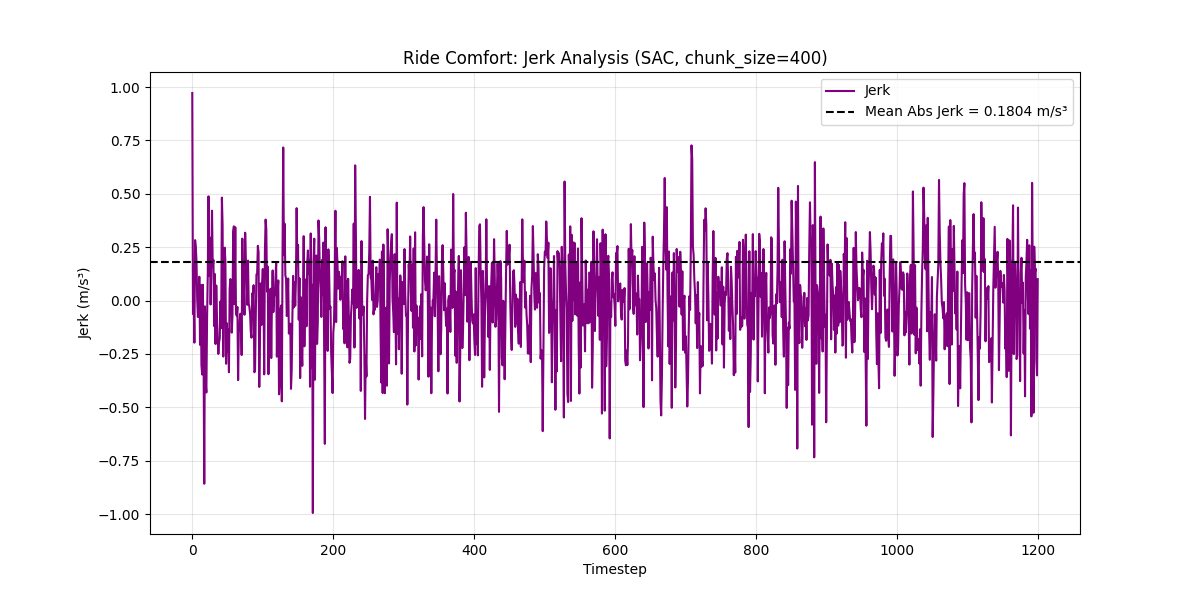 Ride Comfort: Jerk Analysis (SAC, chunk_size=400)
Jerk
Mean Abs Jerk = 0.1804 m/s³
Jerk (m/s³)
1.00
0.75
0.50
0.25
0.00
−0.25
−0.50
−0.75
−1.00
0 200 400 600 800 1000 1200
Timestep